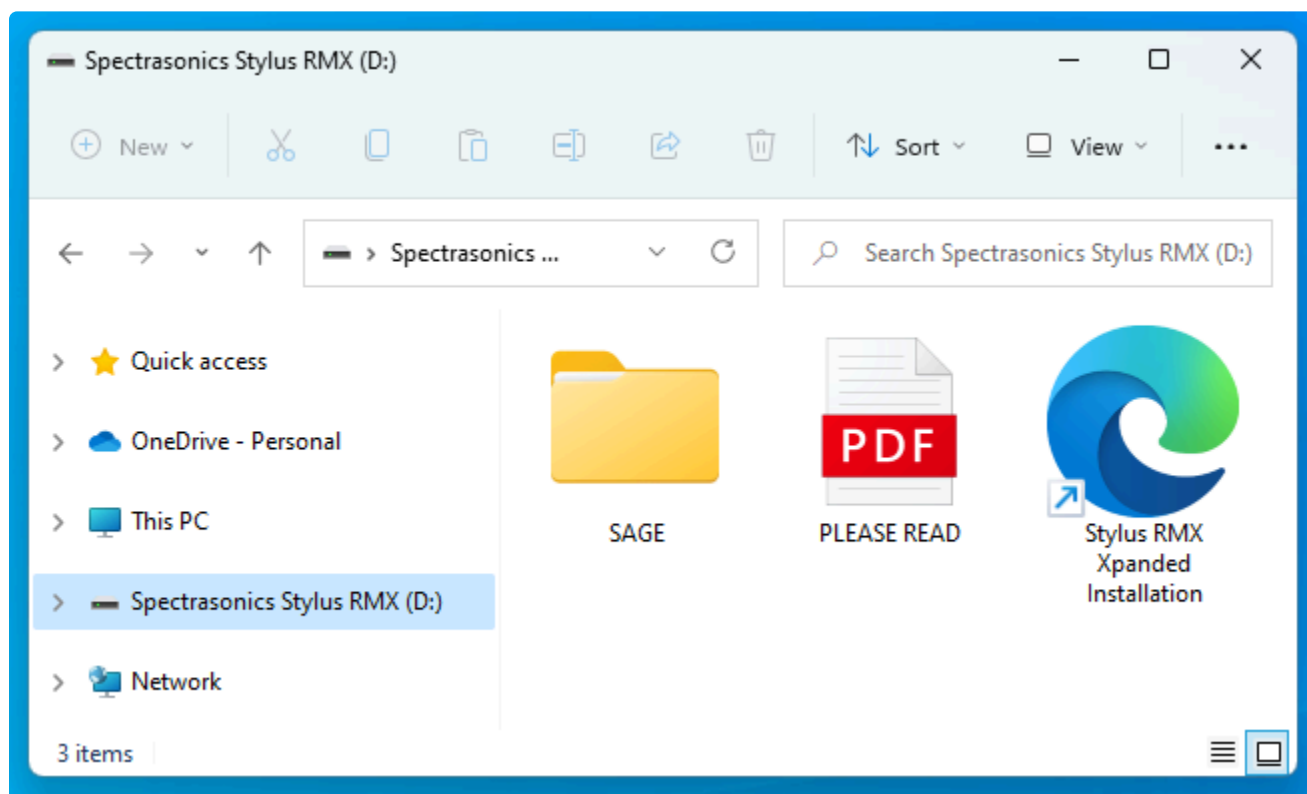 Spectrasonics Stylus RMX (D:)
New
Sort
View
Spectrasonics ...
Search Spectrasonics Stylus RMX (D:)
Quick access
OneDrive - Personal
This PC
Spectrasonics Stylus RMX (D:)
Network
SAGE
PDF
PLEASE READ
Stylus RMX
Xpanded
Installation
3 items